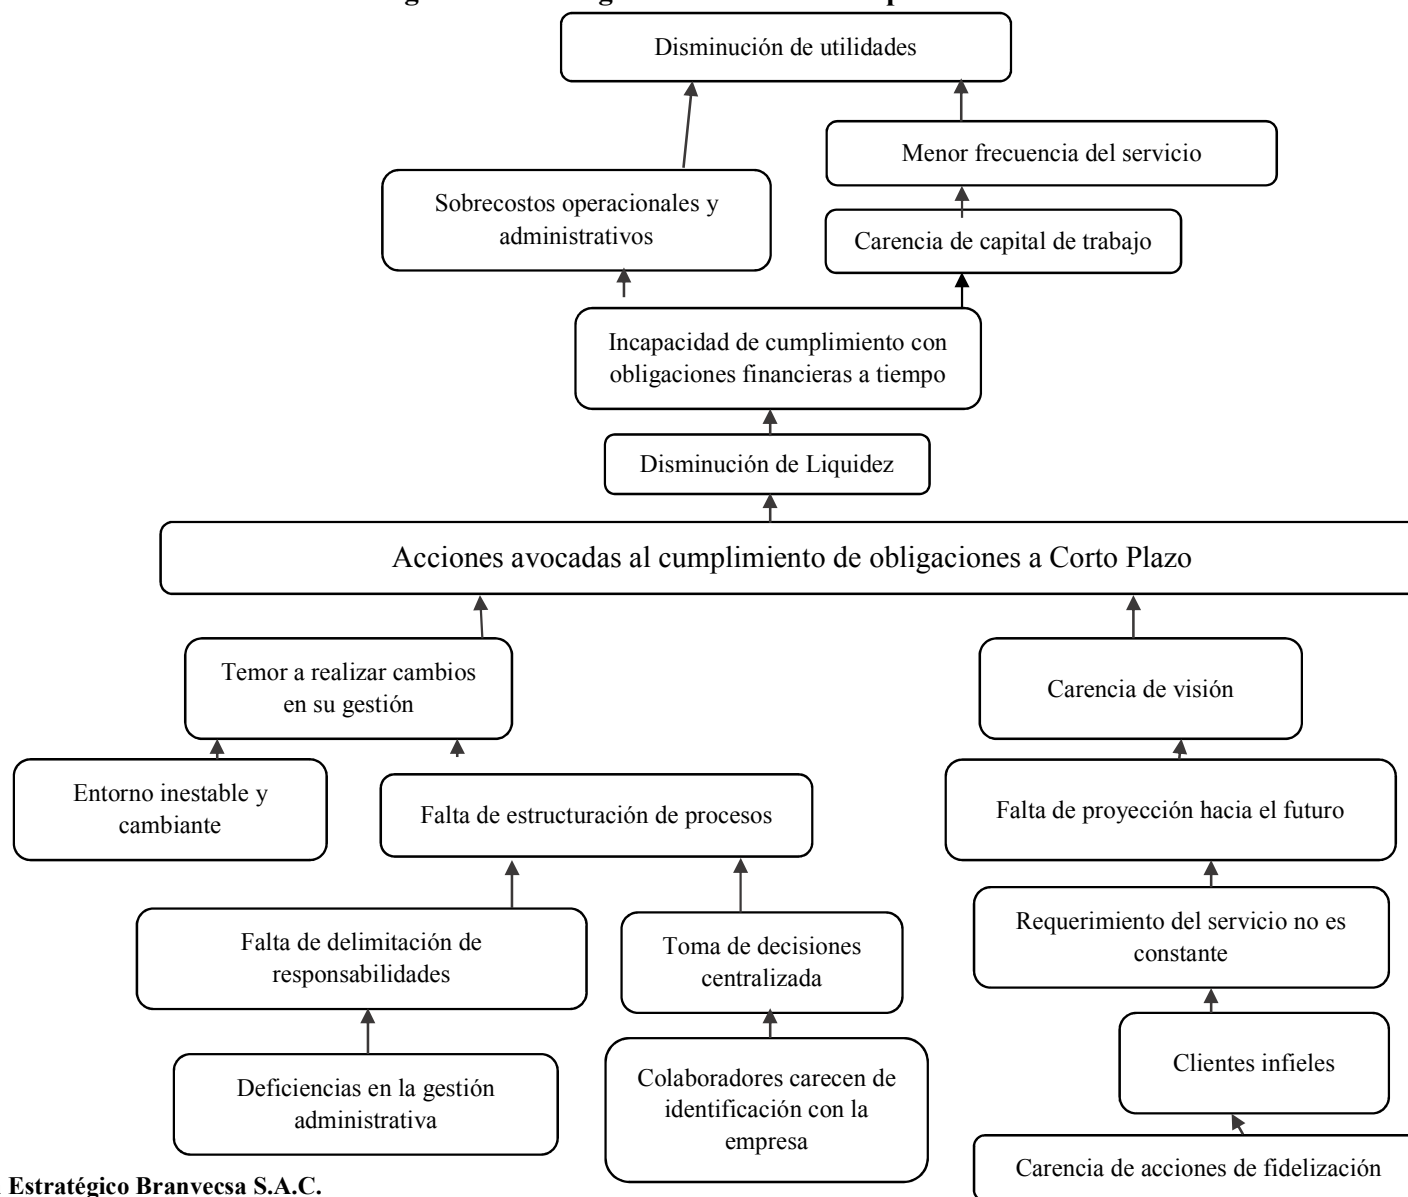 Disminución de utilidades
Menor frecuencia del servicio
Sobrecostos operacionales y
administrativos
Carencia de capital de trabajo
Incapacidad de cumplimiento con
obligaciones financieras a tiempo
Disminución de Liquidez
Acciones avocadas al cumplimiento de obligaciones a Corto Plazo
Temor a realizar cambios
en su gestión
Carencia de visión
Entorno inestable y
cambiante
Falta de estructuración de procesos
Falta de proyección hacia el futuro
Falta de delimitación de
responsabilidades
Toma de decisiones
centralizada
Requerimiento del servicio no es
constante
Deficiencias en la gestión
administrativa
Colaboradores carecen de
identificación con la
empresa
Clientes infieles
Carencia de acciones de fidelización
Estratégico Branvecsa S.A.C.